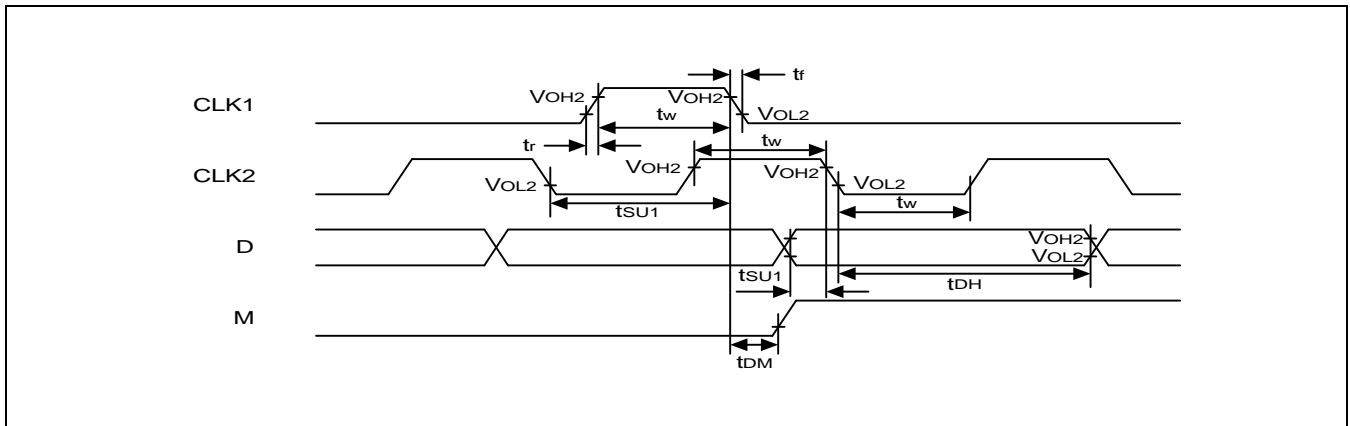 tf
CLK1
VOH2
VOH2
VOL2
tw
tr
tw
CLK2
VOH2
VOH2
VOL2
VOL2
tSU1
tw
D
VOH2
VOL2
tSU1
tDH
M
tDM